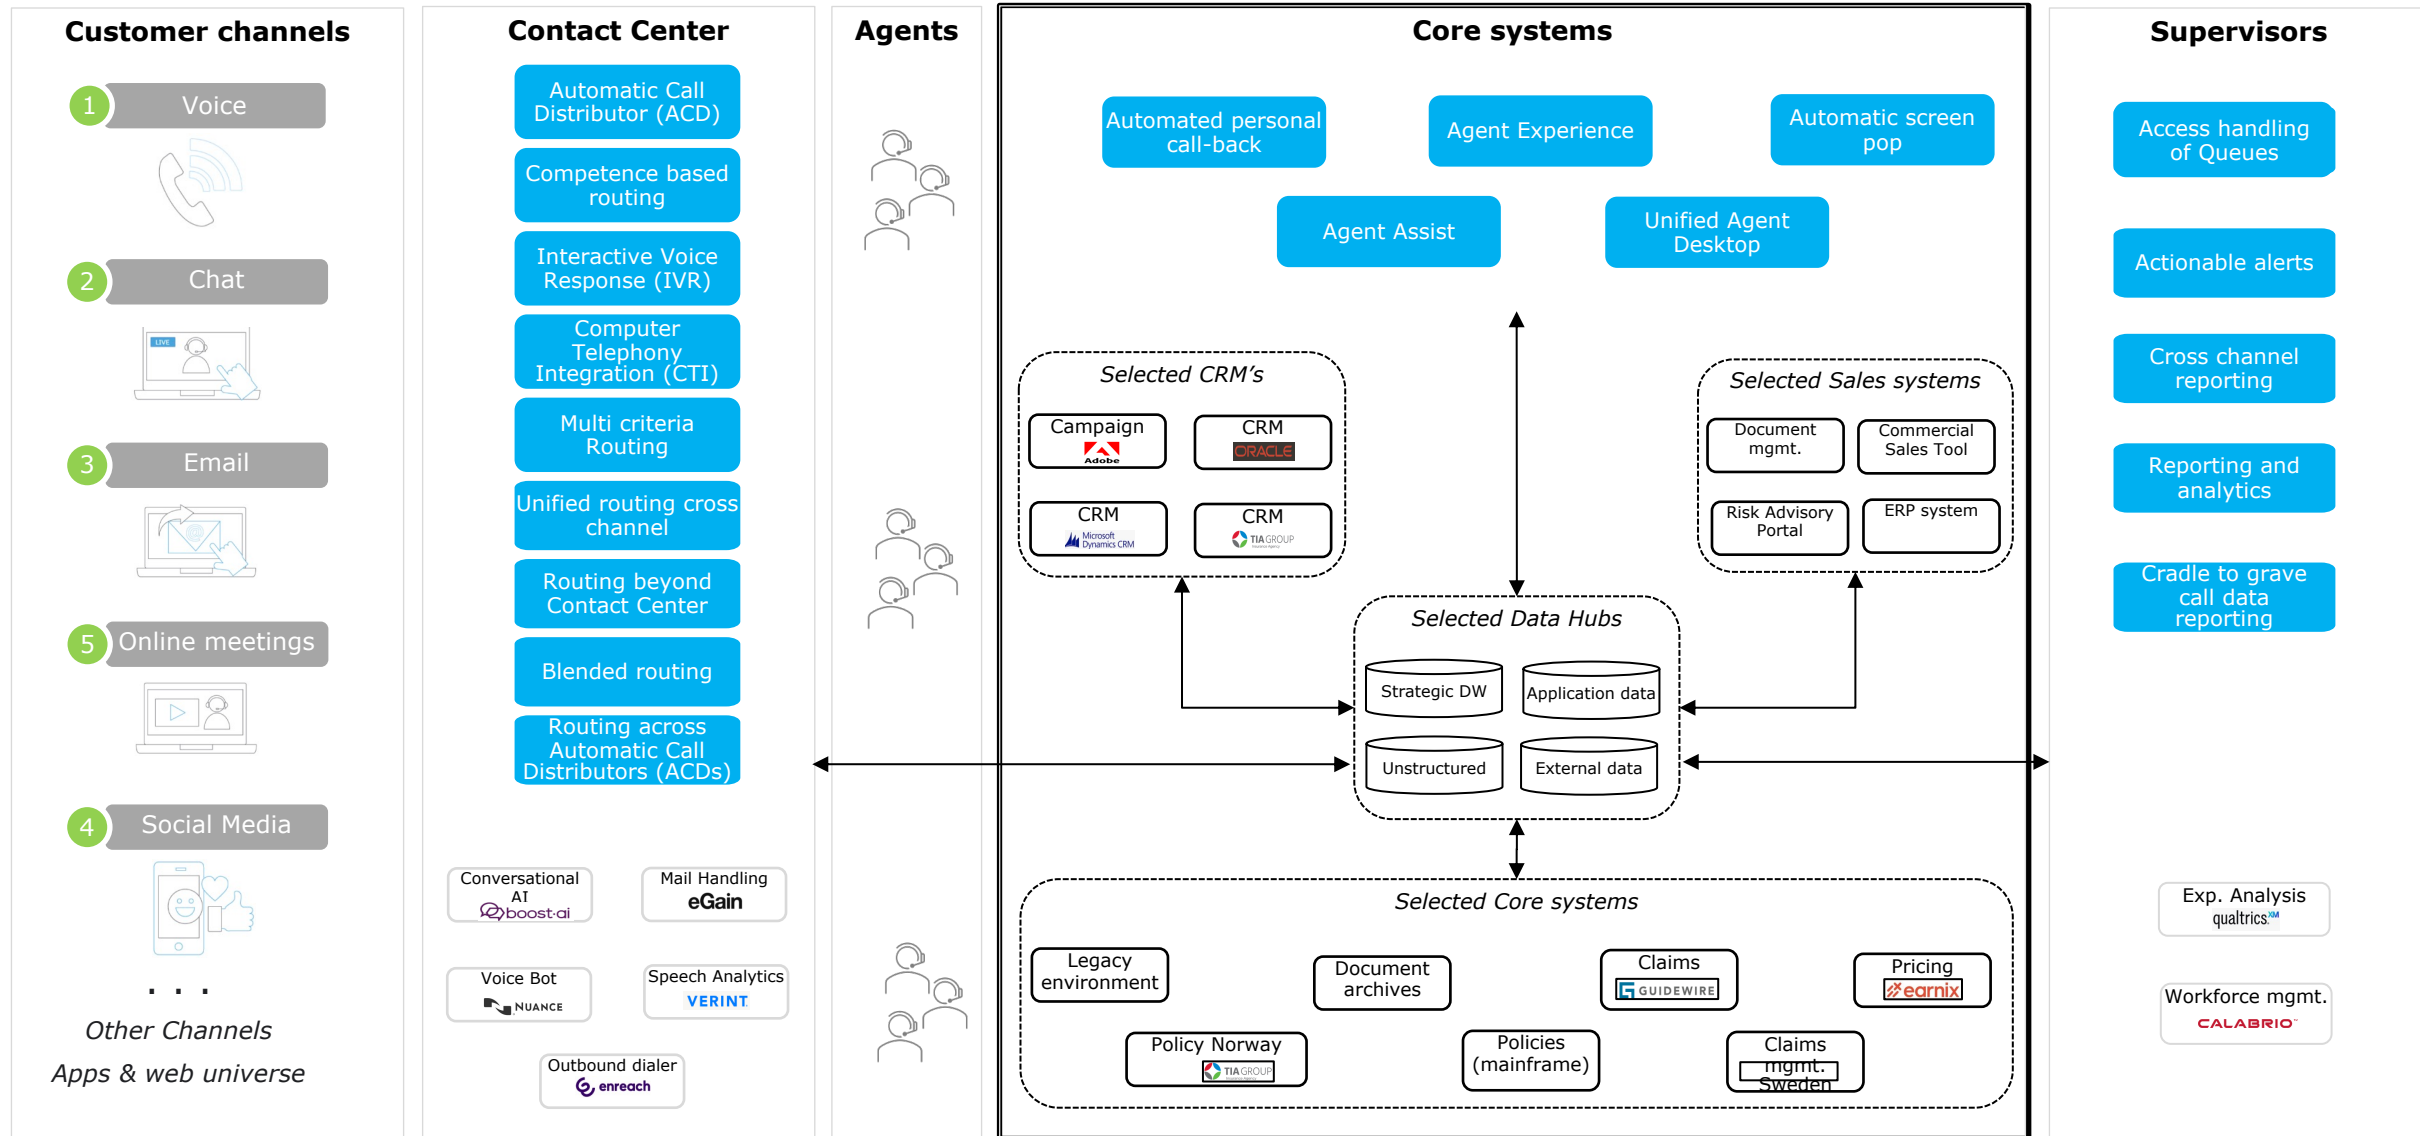 Customer channels
1
Voice
2
Chat
LIVE
3
Email
@
5
Online meetings
4
Social Media
. . .
Other Channels
Apps & web universe
Contact Center
Automatic Call
Distributor (ACD)
Competence based
routing
Interactive Voice
Response (IVR)
Computer
Telephony
Integration (CTI)
Multi criteria
Routing
Unified routing cross
channel
Routing beyond
Contact Center
Blended routing
Routing across
Automatic Call
Distributors (ACDs)
Conversational
AI
boost.ai
Mail Handling
eGain
Voice Bot
NUANCE
Speech Analytics
VERINT
Outbound dialer
enreach
Agents
Core systems
Automated personal
call-back
Agent Experience
Automatic screen
pop
Agent Assist
Unified Agent
Desktop
Selected CRM’s
Campaign
Adobe
CRM
ORACLE
CRM
Microsoft
Dynamics CRM
CRM
TIA GROUP
Insurance Agency
Selected Sales systems
Document
mgmt.
Commercial
Sales Tool
Risk Advisory
Portal
ERP system
Selected Data Hubs
Strategic DW
Application data
Unstructured
External data
Selected Core systems
Legacy
environment
Document
archives
Claims
GUIDEWIRE
Pricing
earnix
Policy Norway
TIA GROUP
Insurance Agency
Policies
(mainframe)
Claims
mgmt.
Sweden
Supervisors
Access handling
of Queues
Actionable alerts
Cross channel
reporting
Reporting and
analytics
Cradle to grave
call data
reporting
Exp. Analysis
qualtrics.XM
Workforce mgmt.
CALABRIO